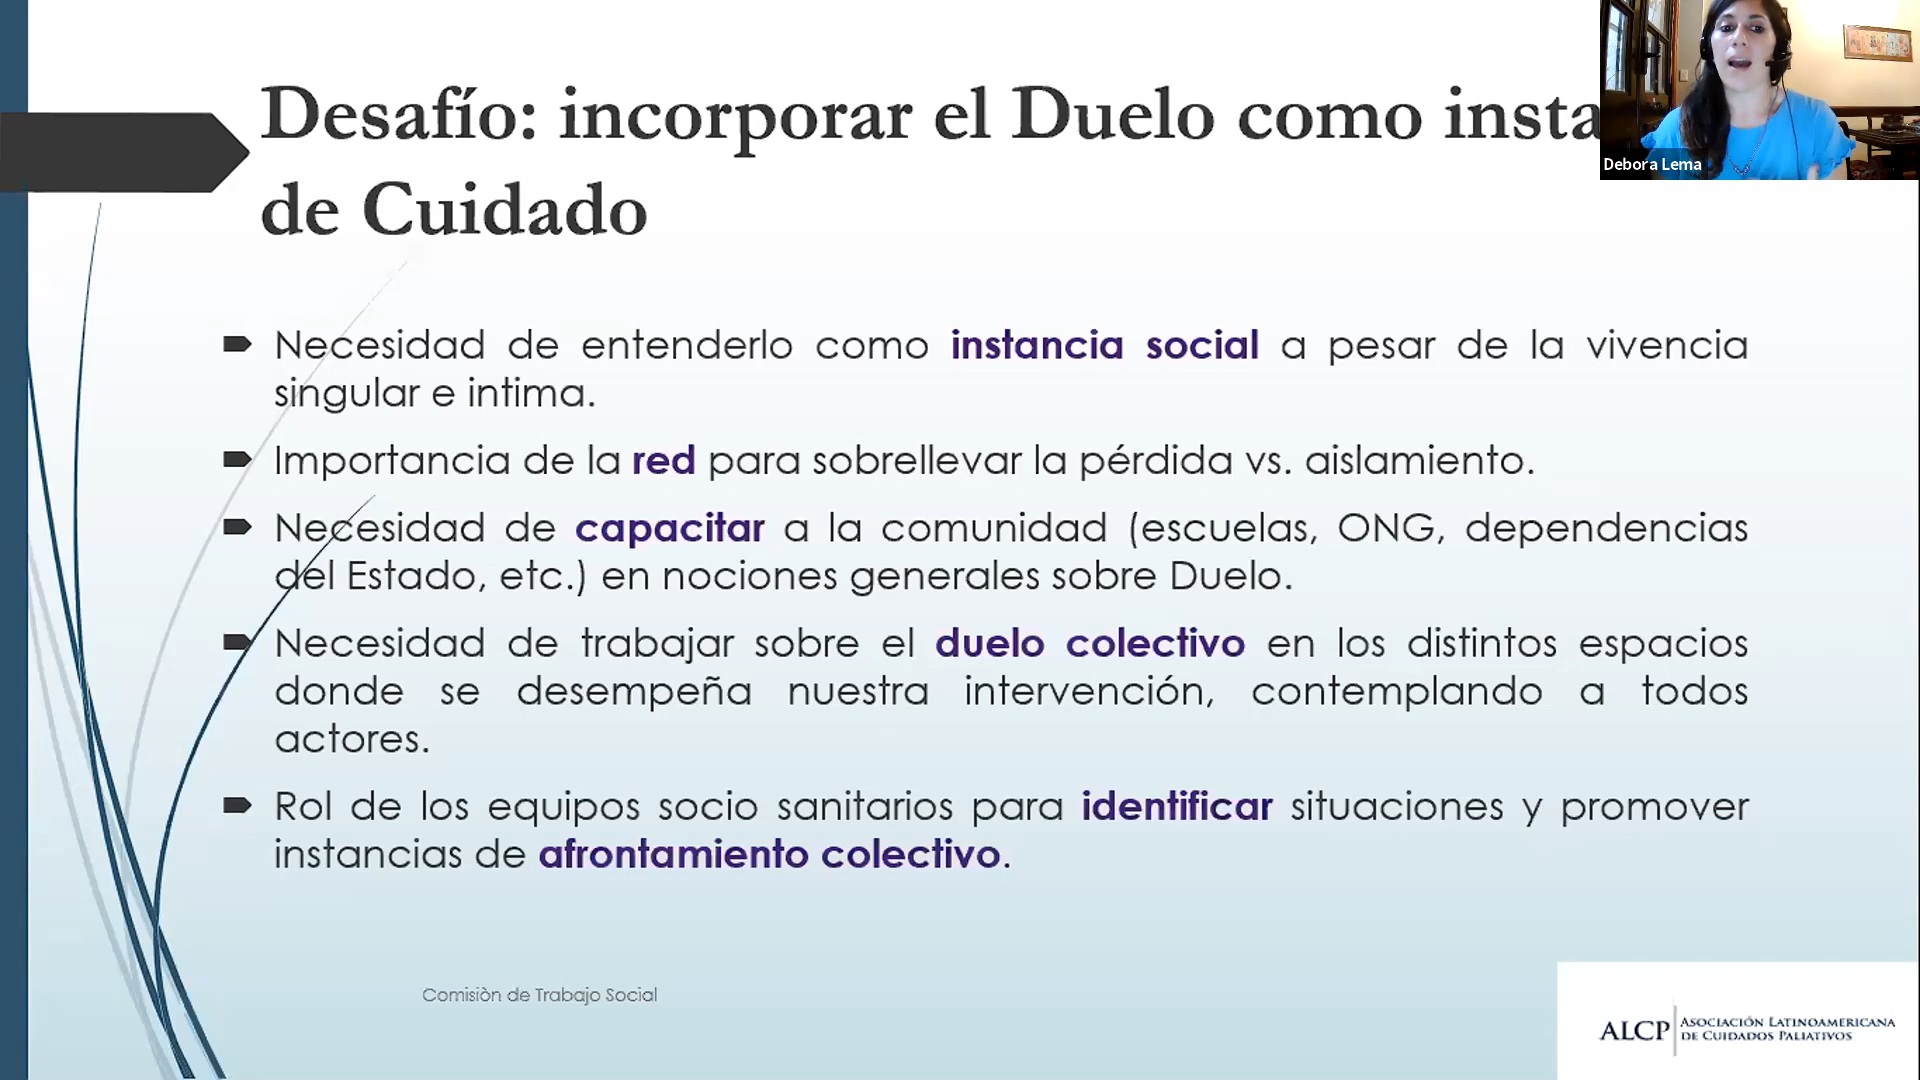 Desafío: incorporar el Duelo como insta
de Cuidado
Debora Lema
Necesidad de entenderlo como instancia social a pesar de la vivencia
singular e intima.
Importancia de la red para sobrellevar la pérdida vs. aislamiento.
Necesidad de capacitar a la comunidad (escuelas, ONG, dependencias
del Estado, etc.) en nociones generales sobre Duelo.
Necesidad de trabajar sobre el duelo colectivo en los distintos espacios
donde se desempeña nuestra intervención, contemplando a todos
actores.
Rol de los equipos socio sanitarios para identificar situaciones y promover
instancias de afrontamiento colectivo.
Comisiòn de Trabajo Social
ALCP
Asociación Latinoamericana
de Cuidados Paliativos